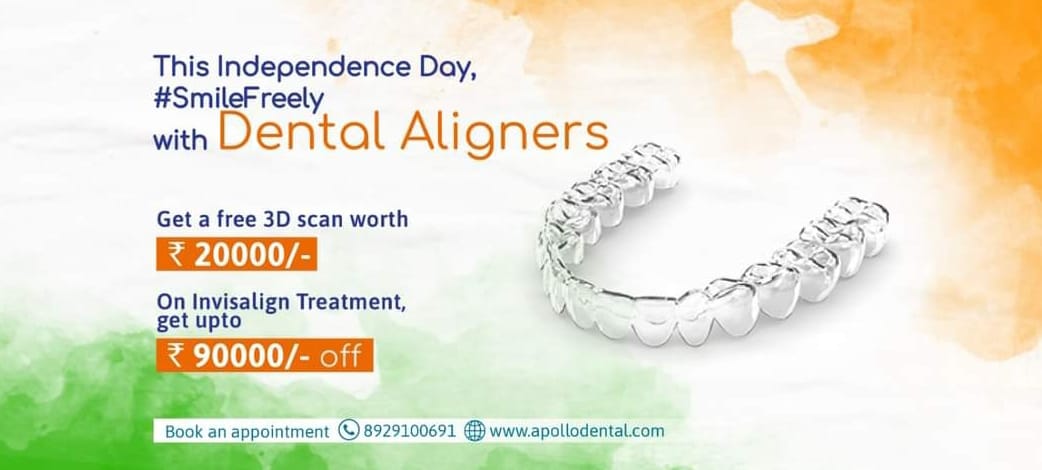 This Independence Day,
#SmileFreely
with Dental Aligners
Get a free 3D scan worth
₹ 20000/-
On Invisalign Treatment,
get upto
₹ 90000/- off
Book an appointment 8929100691 www.apollodental.com